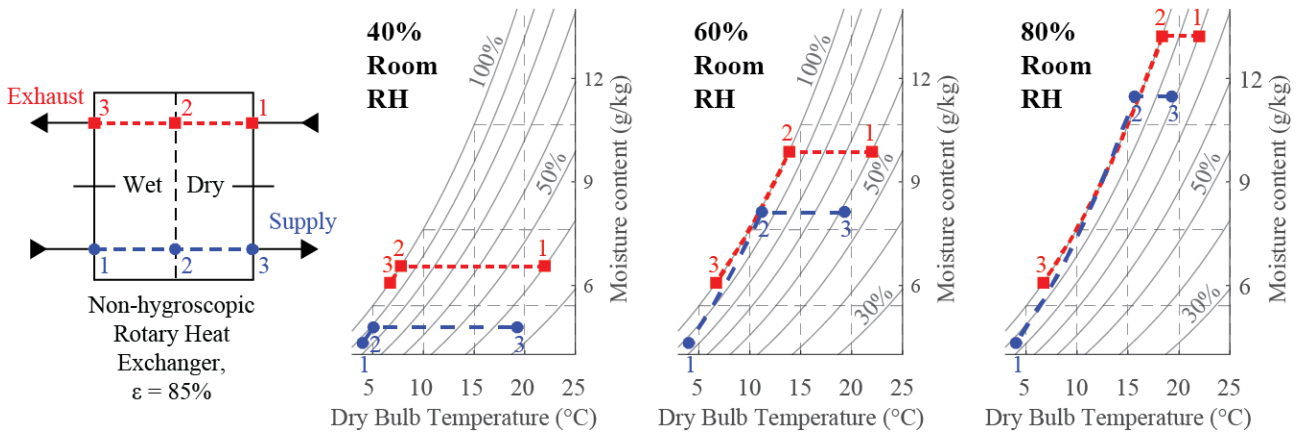 Exhaust
3
2
1
Wet
Dry
Supply
1
2
3
Non-hygroscopic
Rotary Heat
Exchanger,
ε = 85%
40%
Room
RH
100%
50%
2
3
1
2
3
1
5
10
15
20
25
Dry Bulb Temperature (°C)
12
9
6
Moisture content (g/kg)
60%
Room
RH
100%
50%
2
1
2
3
3
1
5
10
15
20
25
Dry Bulb Temperature (°C)
12
9
6
Moisture content (g/kg)
80%
Room
RH
100%
30%
2
1
2
3
3
1
5
10
15
20
25
Dry Bulb Temperature (°C)
12
9
6
Moisture content (g/kg)